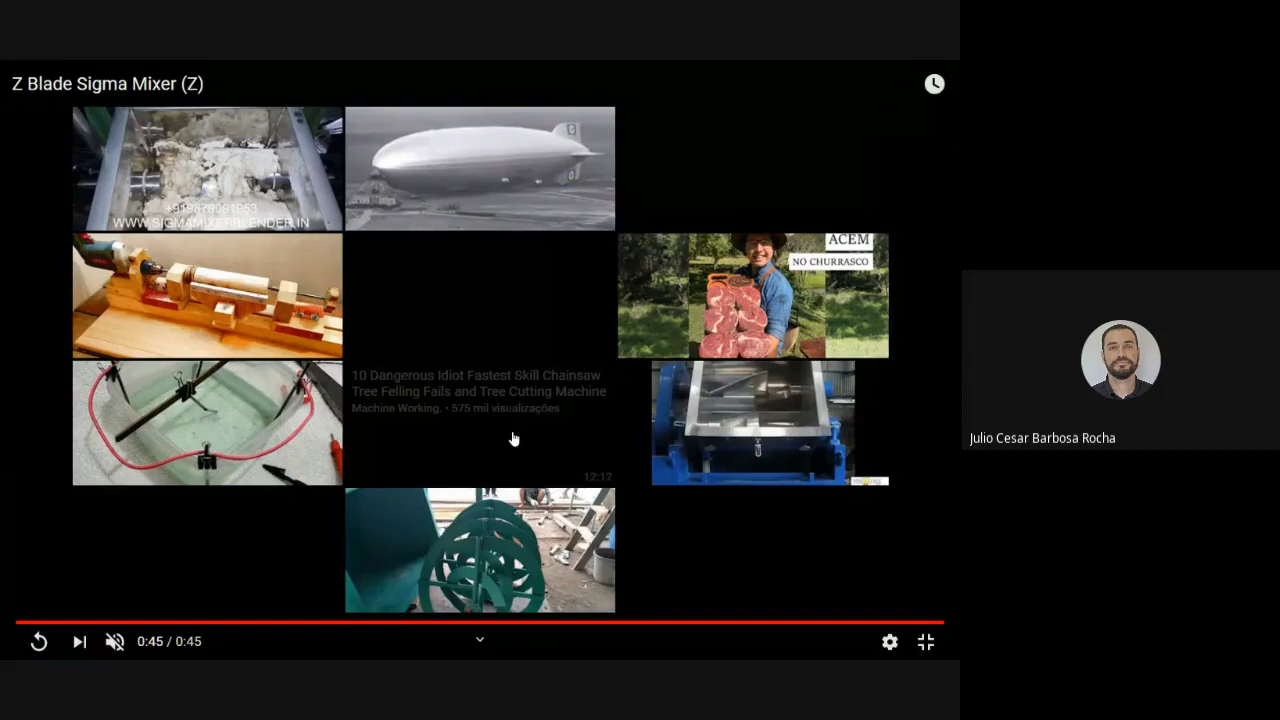 Z Blade Sigma Mixer (Z)
WWW.SIGMAMIXERBLENDER.IN
ACEM
NO CHURRASCO
10 Dangerous Idiot Fastest Skill Chainsaw
Tree Felling Fails and Tree Cutting Machine
Machine Working. • 575 mil visualizações
12:12
0:45 / 0:45
Julio Cesar Barbosa Rocha